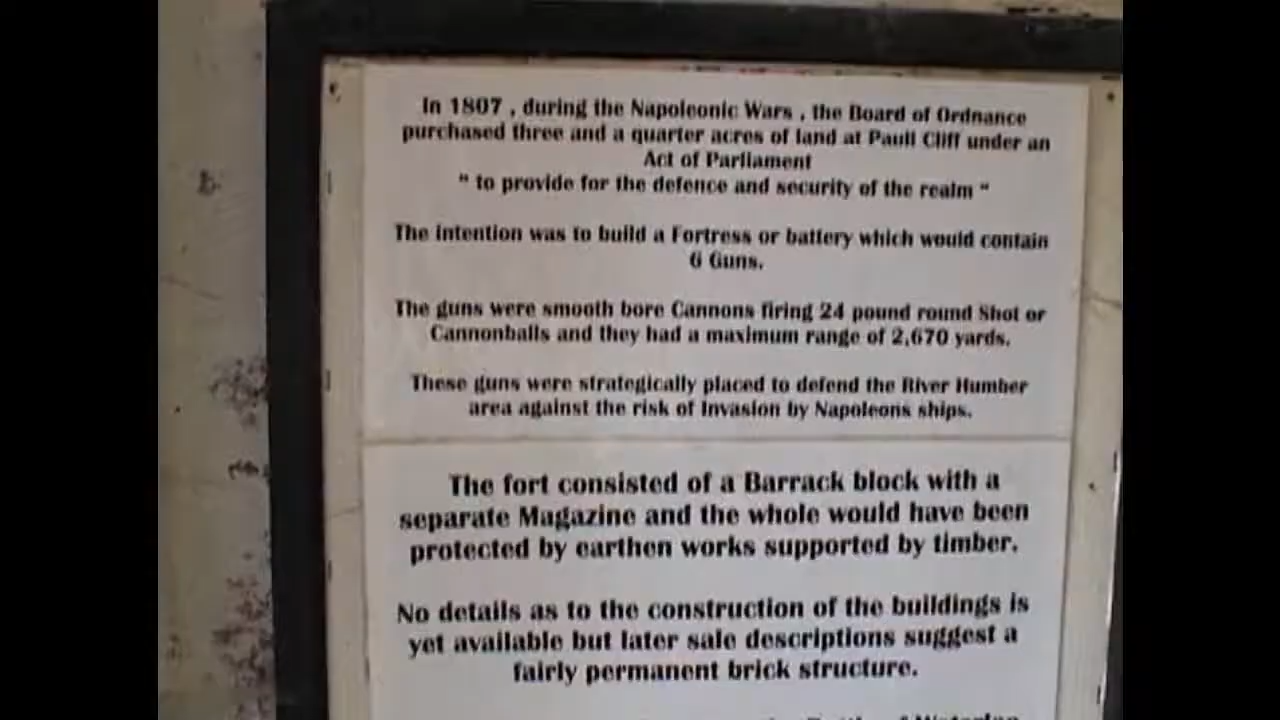 In 1807 , during the Napoleonic Wars , the Board of Ordnance
purchased three and a quarter acres of land at Paull Cliff under an
Act of Parliament
" to provide for the defence and security of the realm "
The intention was to build a Fortress or battery which would contain
6 Guns.
The guns were smooth bore Cannons firing 24 pound round Shot or
Cannonballs and they had a maximum range of 2,670 yards.
These guns were strategically placed to defend the River Humber
area against the risk of Invasion by Napoleons ships.
The fort consisted of a Barrack block with a
separate Magazine and the whole would have been
protected by earthen works supported by timber.
No details as to the construction of the buildings is
yet available but later sale descriptions suggest a
fairly permanent brick structure.